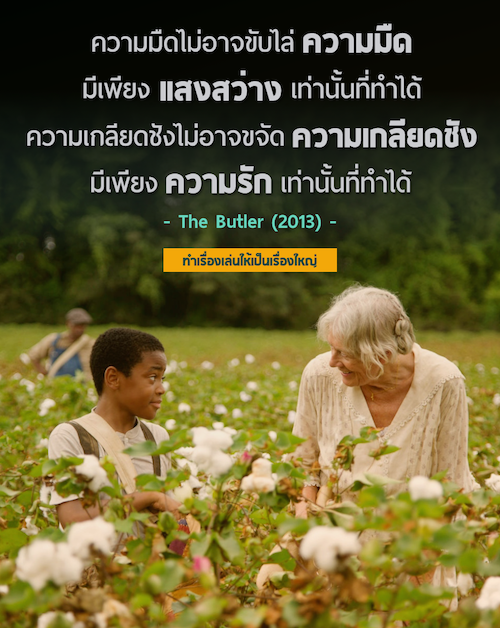 ความมืดไม่อาจขับไล่ ความมืด
มีเพียง แสงสว่าง เท่านั้นที่ทำได้
ความเกลียดชังไม่อาจขจัด ความเกลียดชัง
มีเพียง ความรัก เท่านั้นที่ทำได้
- The Butler (2013) -
ทำเรื่องเล่นให้เป็นเรื่องใหญ่